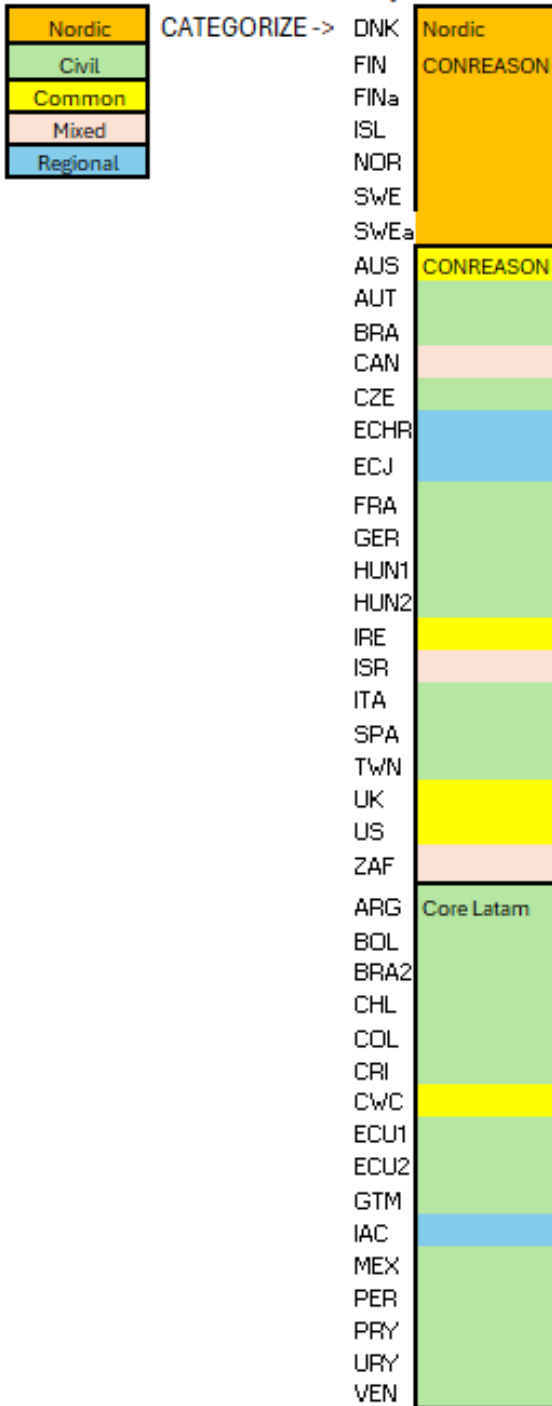 Nordic CATEGORIZE -> DNK Nordic
Civil FIN CONREASON
Common FINa
Mixed ISL
Regional NOR
SWE
SWEa
AUS CONREASON
AUT
BRA
CAN
CZE
ECHR
ECJ
FRA
GER
HUN1
HUN2
IRE
ISR
ITA
SPA
TWN
UK
US
ZAF
ARG Core Latam
BOL
BRA2
CHL
COL
CRI
CWC
ECU1
ECU2
GTM
IAC
MEX
PER
PRY
URY
VEN